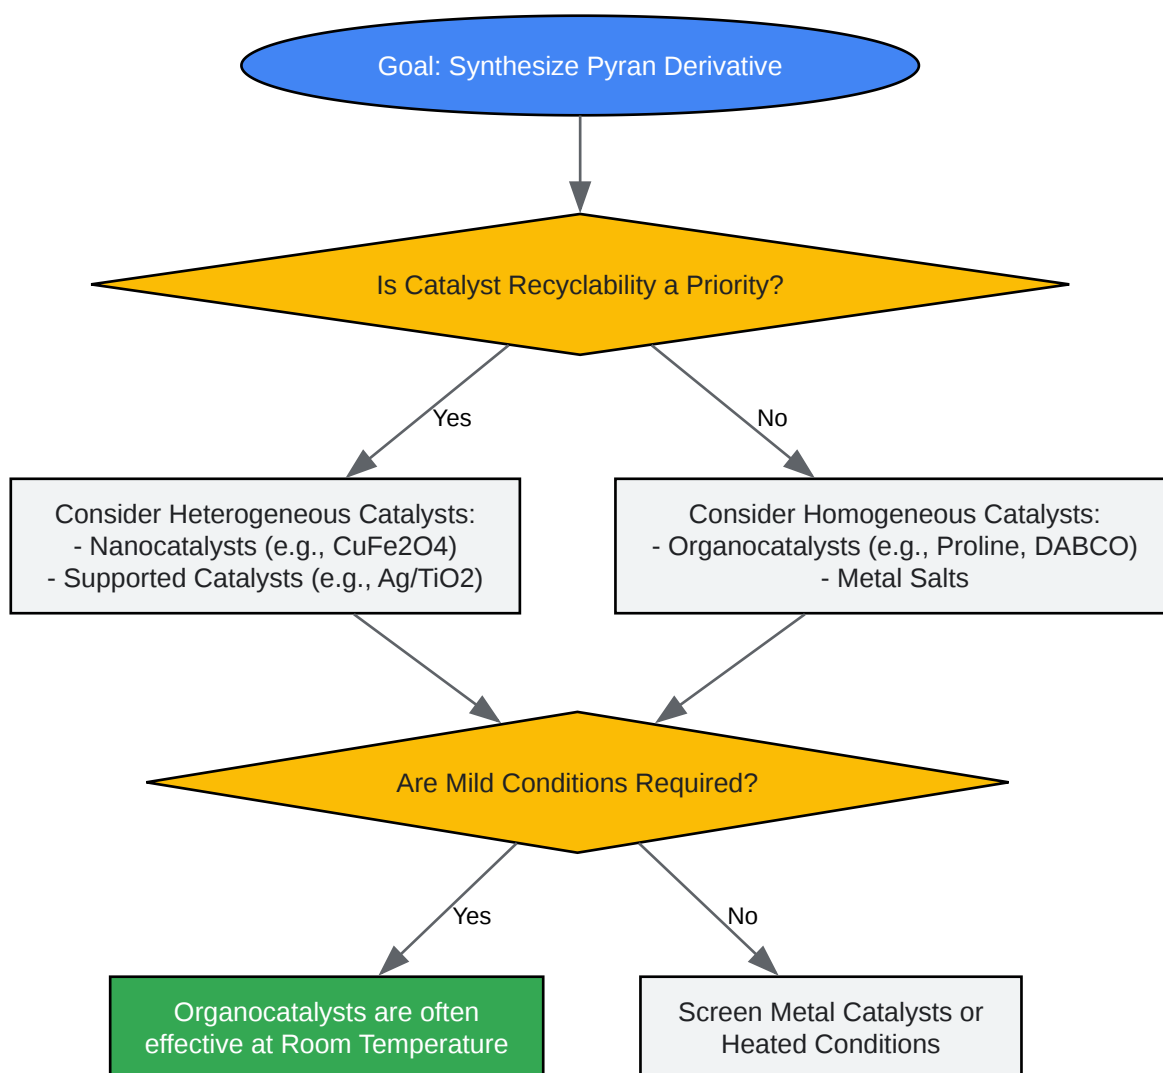 Goal: Synthesize Pyran Derivative
Is Catalyst Recyclability a Priority?
Yes
No
Consider Heterogeneous Catalysts:
- Nanocatalysts (e.g., CuFe2O4)
- Supported Catalysts (e.g., Ag/TiO2)
Consider Homogeneous Catalysts:
- Organocatalysts (e.g., Proline, DABCO)
- Metal Salts
Are Mild Conditions Required?
Yes
No
Organocatalysts are often
effective at Room Temperature
Screen Metal Catalysts or
Heated Conditions